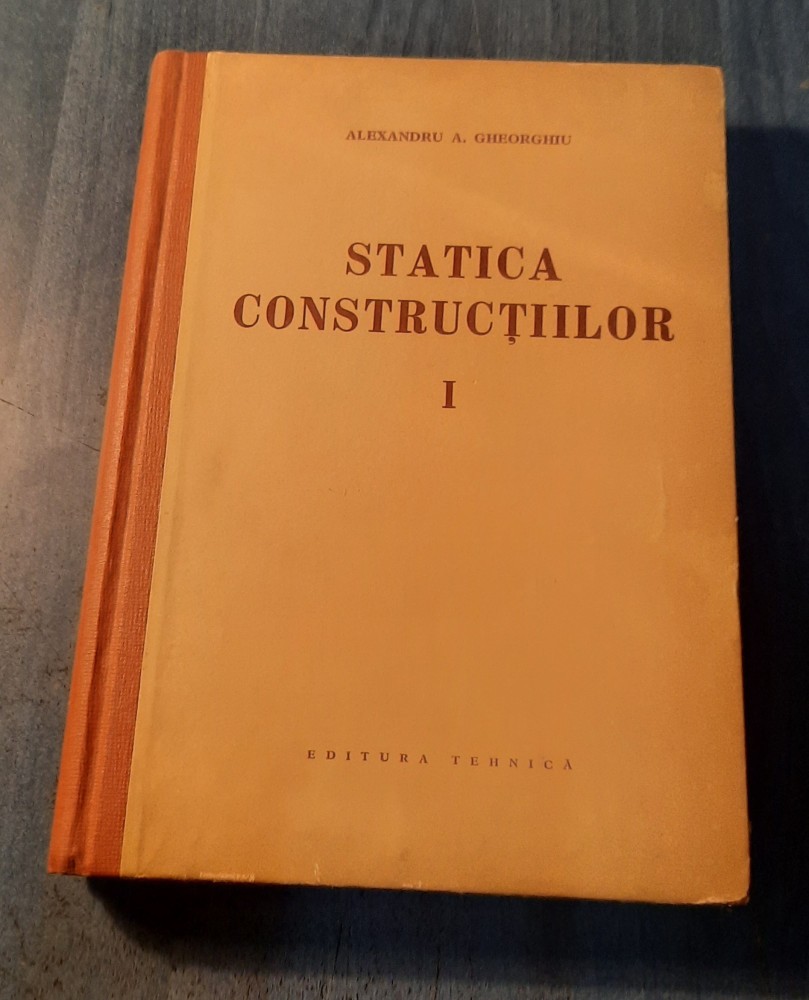 ALEXANDRU A. GHEORGHIU
STATICA
CONSTRUCȚIILOR
I
EDITURA TEHNICĂ